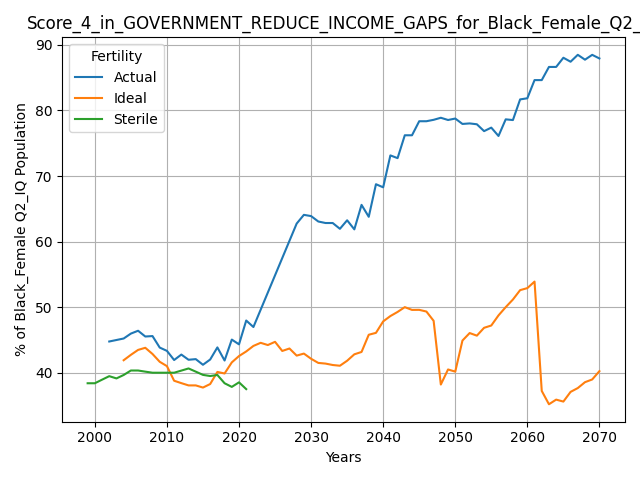 Score_4_in_GOVERNMENT_REDUCE_INCOME_GAPS_for_Black_Female_Q2_
Fertility
Actual
Ideal
Sterile
% of Black_Female Q2_IQ Population
90
80
70
60
50
40
2000 2010 2020 2030 2040 2050 2060 2070
Years